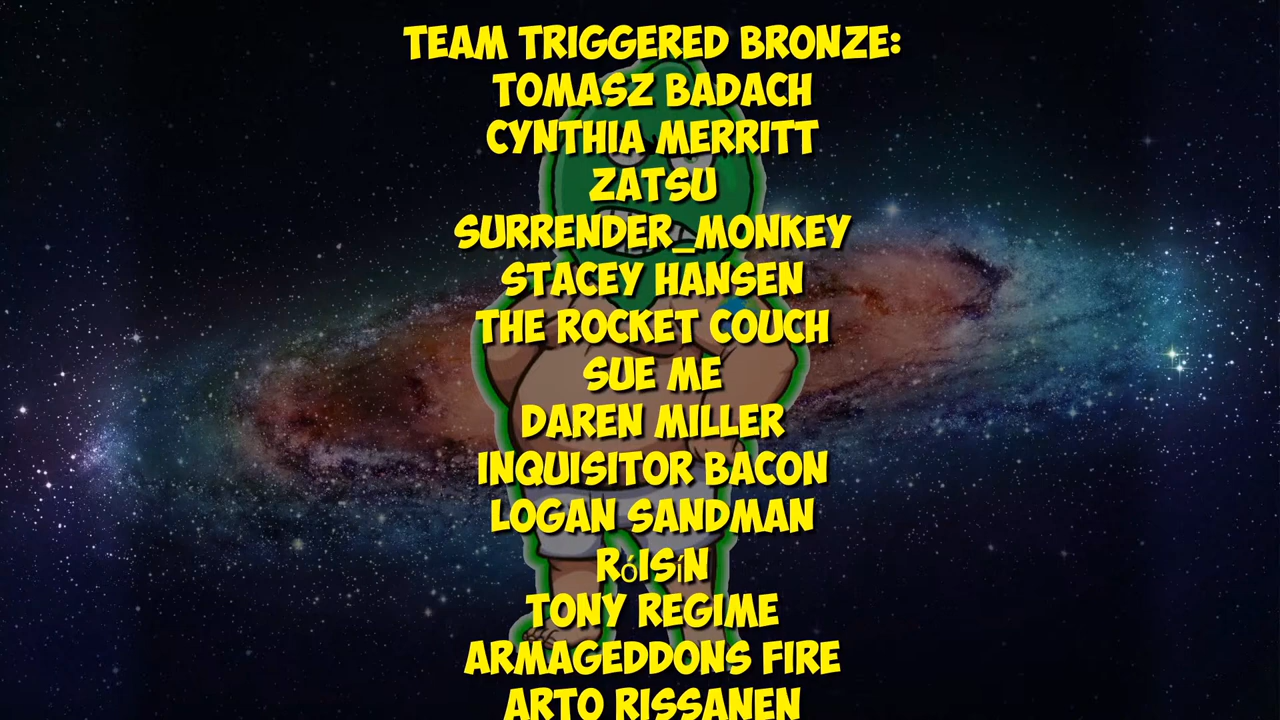 TEAM TRIGGERED BRONZE:
TOMASZ BADACH
CYNTHIA MERRITT
ZATSU
SURRENDER_MONKEY
STACEY HANSEN
THE ROCKET COUCH
SUE ME
DAREN MILLER
INQUISITOR BACON
LOGAN SANDMAN
RóISíN
TONY REGIME
ARMAGEDDONS FIRE
ARTO RISSANEN